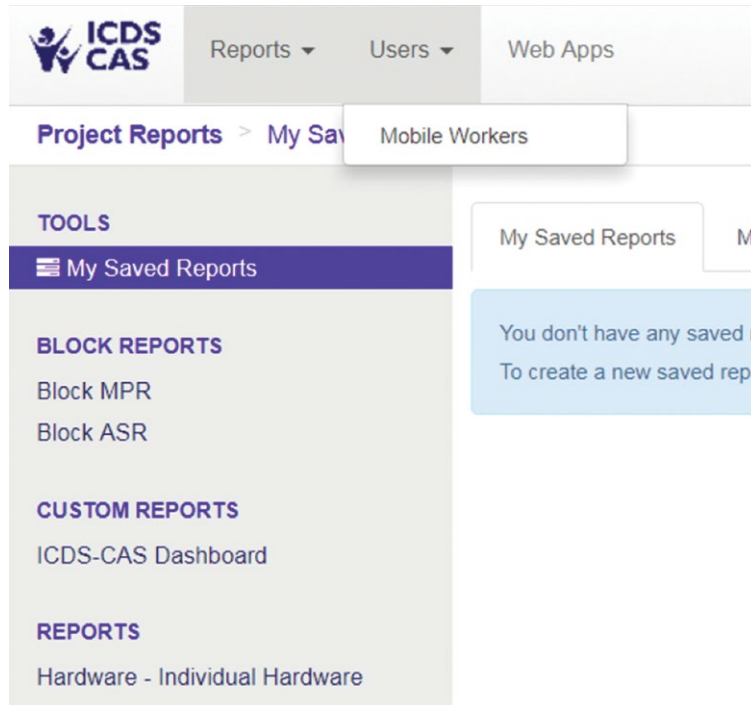 ICDS
CAS
Reports Users Web Apps
Mobile Workers
Project Reports > My Sav
TOOLS
My Saved Reports
BLOCK REPORTS
Block MPR
Block ASR
CUSTOM REPORTS
ICDS-CAS Dashboard
REPORTS
Hardware - Individual Hardware
My Saved Reports M
You don't have any saved
To create a new saved rep